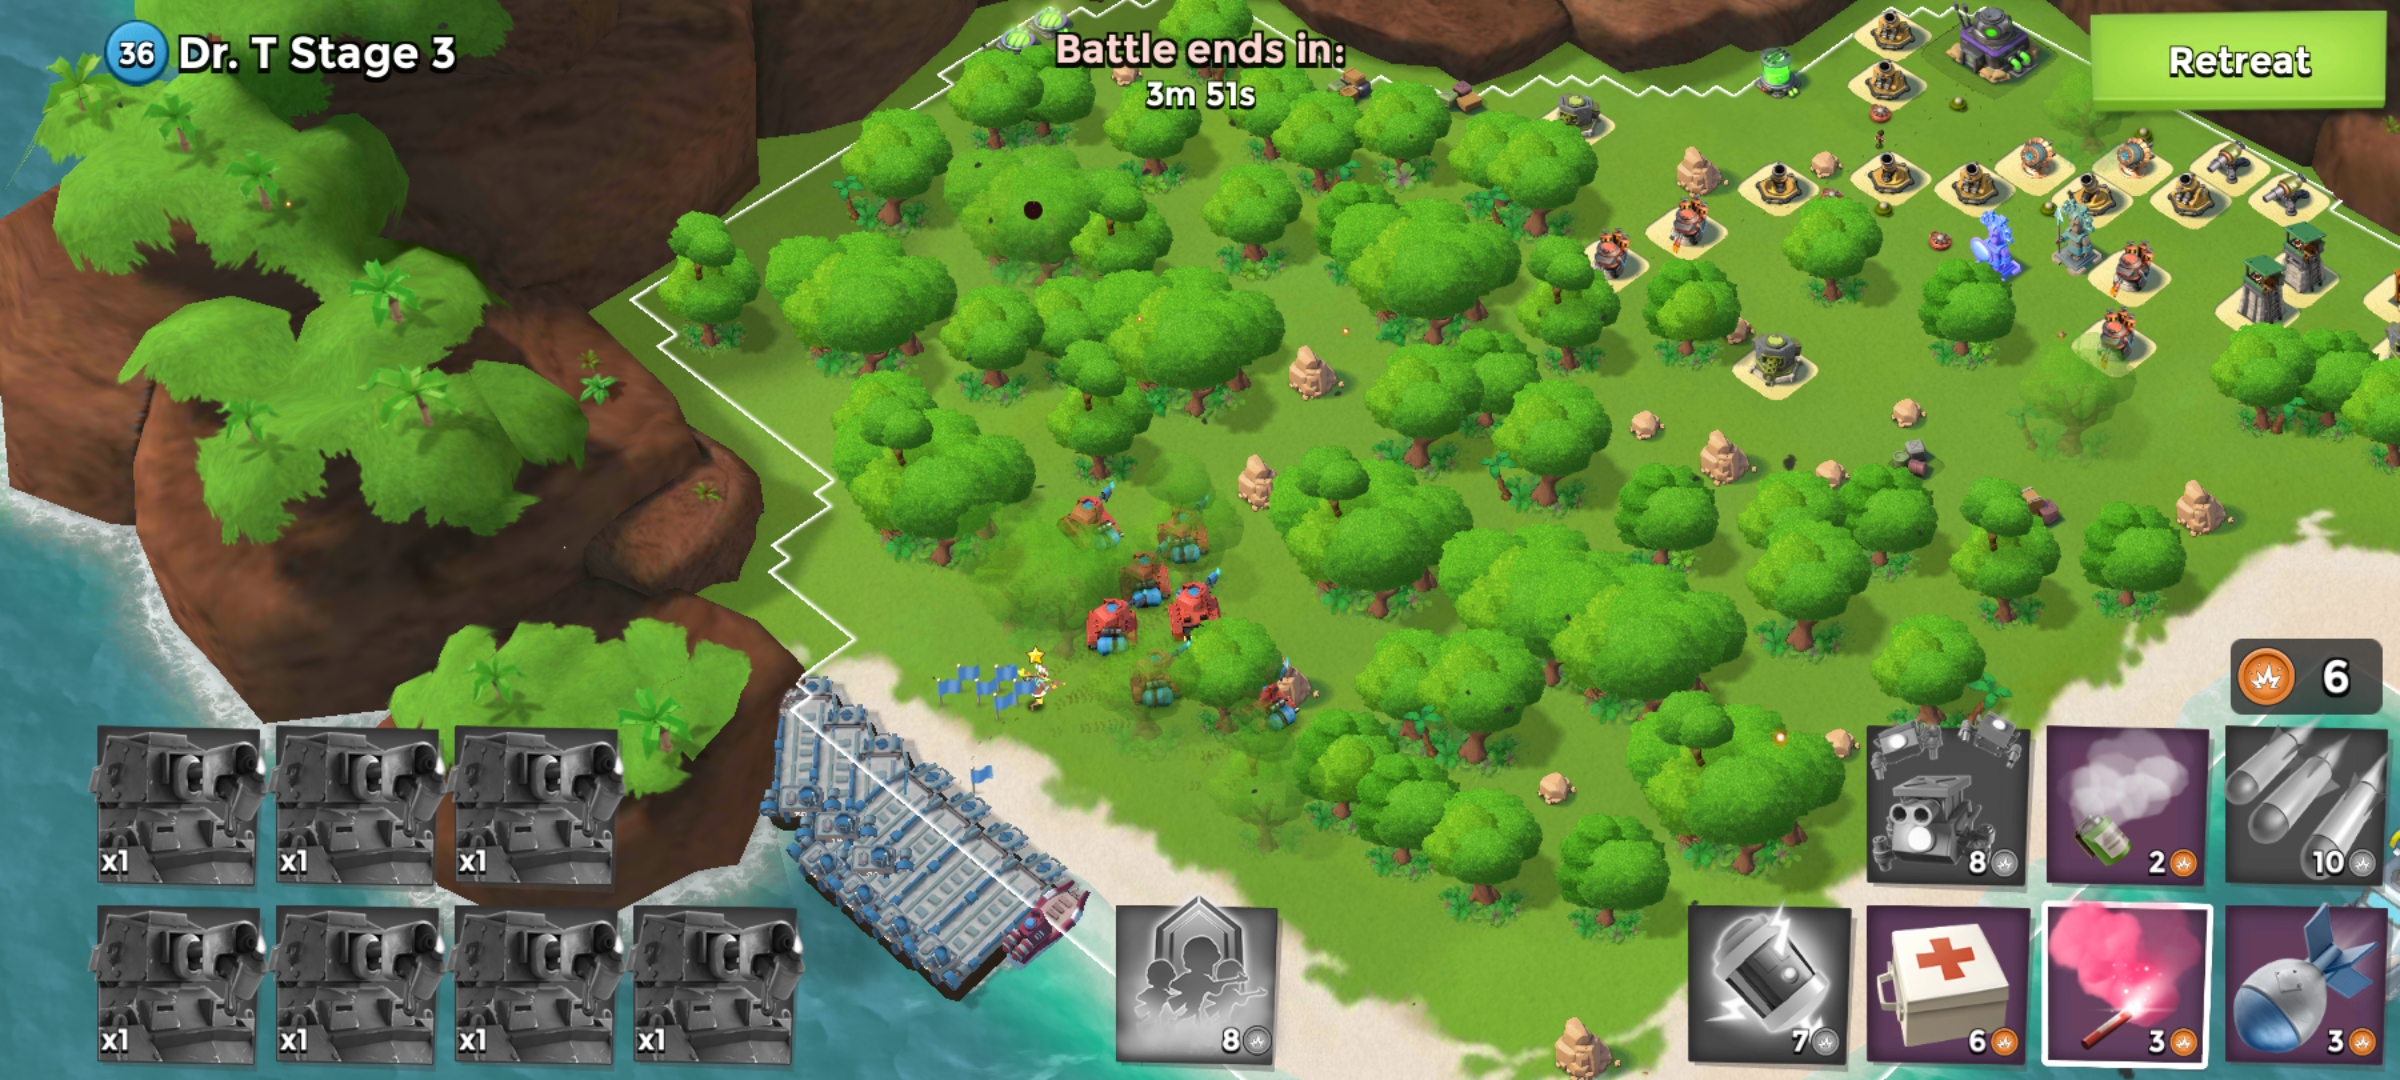 36 Dr. T Stage 3
Battle ends in:
3m 51s
Retreat
6
x1 x1 x1
8 2 10
x1 x1 x1 x1
8 7 6 3 3